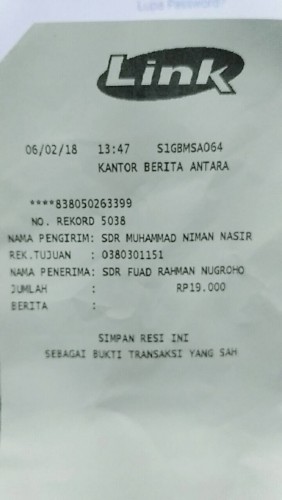 Lupa Password?
Link
06/02/18 13:47 S1GBMSAO64
KANTOR BERITA ANTARA
****838050263399
NO. REKORD 5038
NAMA PENGIRIM: SDR MUHAMMAD NIMAN NASIR
REK.TUJUAN : 0380301151
NAMA PENERIMA: SDR FUAD RAHMAN NUGROHO
JUMLAH : RP19.000
BERITA :
SIMPAN RESI INI
SEBAGAI BUKTI TRANSAKSI YANG SAH